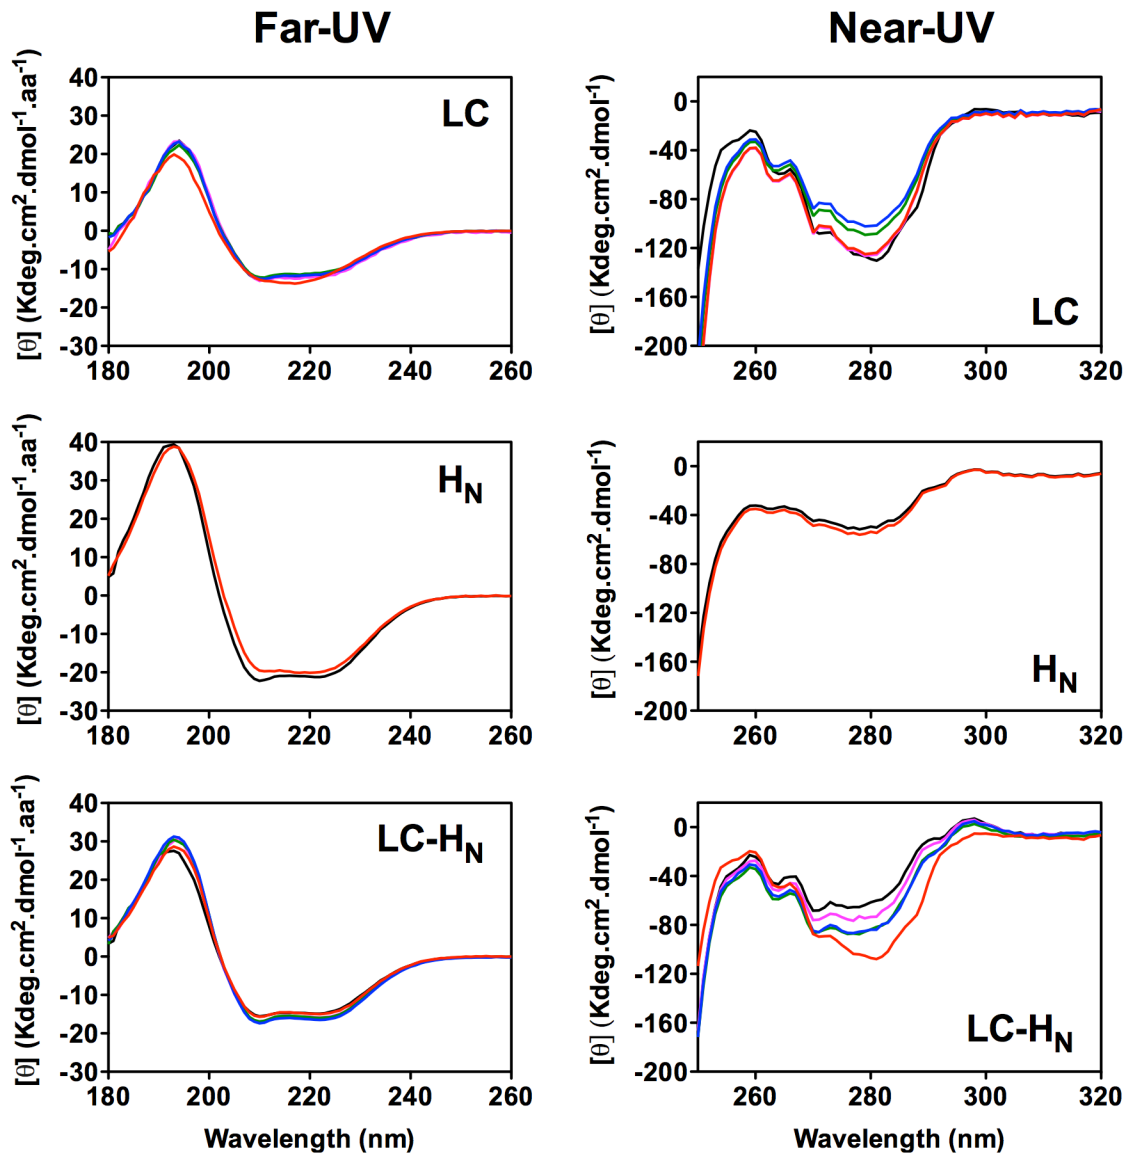 Far-UV Near-UV
[θ] (Kdeg.cm².dmol⁻¹.aa⁻¹)
40
30
20
10
0
-10
-20
-30
180 200 220 240 260
LC
[θ] (Kdeg.cm².dmol⁻¹)
0
-40
-80
-120
-160
-200
260 280 300 320
LC
[θ] (Kdeg.cm².dmol⁻¹.aa⁻¹)
40
30
20
10
0
-10
-20
-30
180 200 220 240 260
H_N
[θ] (Kdeg.cm².dmol⁻¹)
0
-40
-80
-120
-160
-200
260 280 300 320
H_N
[θ] (Kdeg.cm².dmol⁻¹.aa⁻¹)
40
30
20
10
0
-10
-20
-30
180 200 220 240 260
LC-H_N
Wavelength (nm)
[θ] (Kdeg.cm².dmol⁻¹)
0
-40
-80
-120
-160
-200
260 280 300 320
LC-H_N
Wavelength (nm)